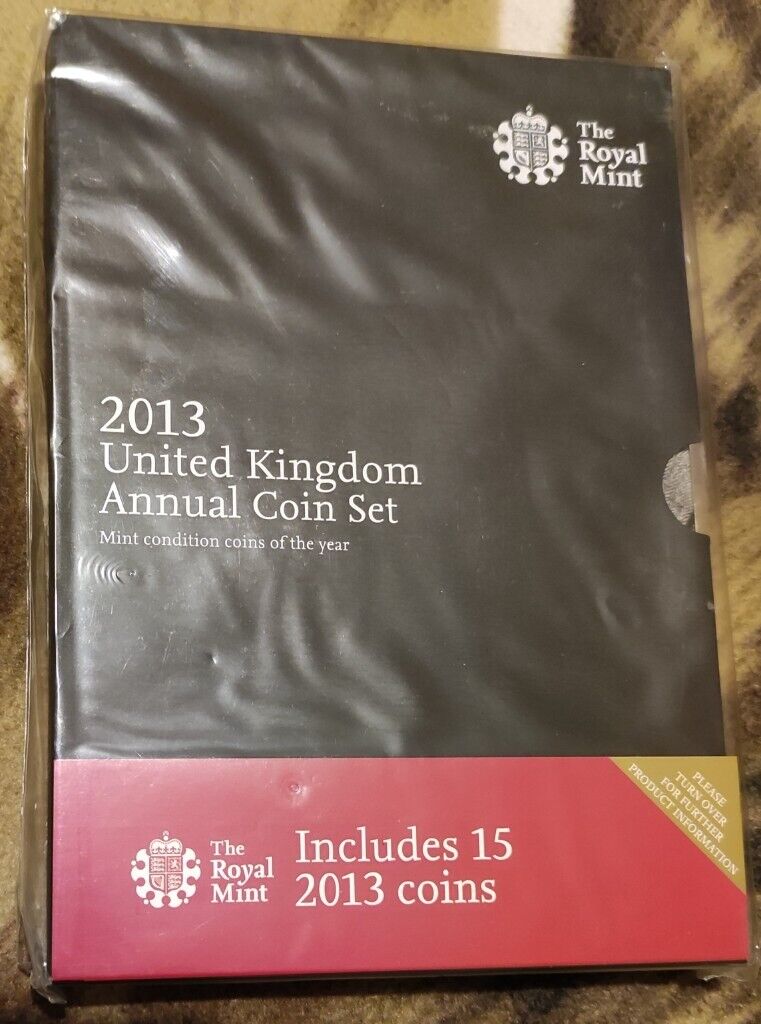 The
Royal
Mint
2013
United Kingdom
Annual Coin Set
Mint condition coins of the year
PLEASE
TURN OVER
FOR FURTHER
PRODUCT INFORMATION
The
Royal
Mint
Includes 15
2013 coins